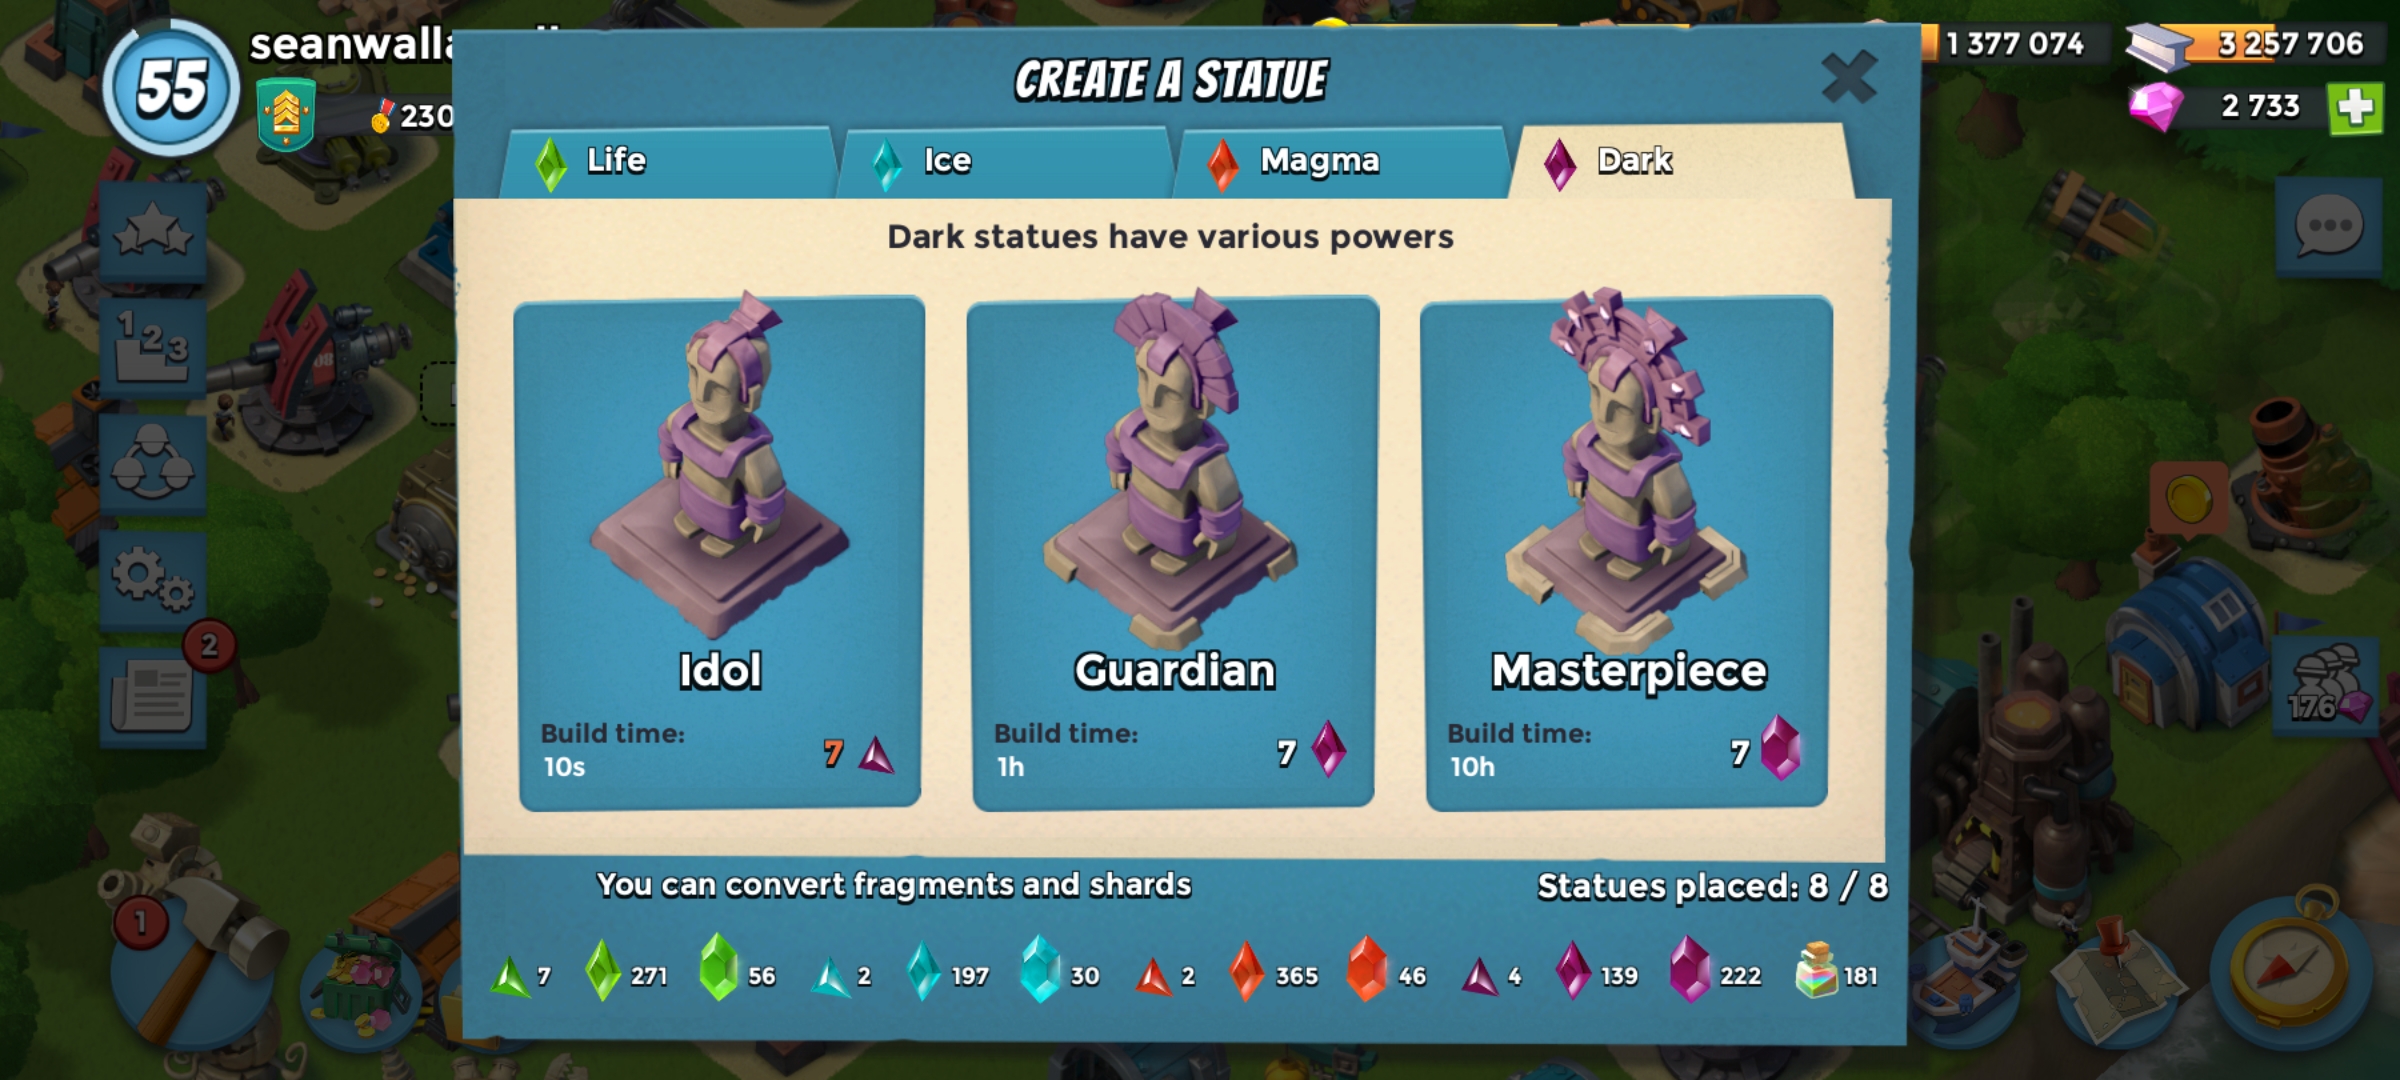 55
230
1 377 074
3 257 706
2 733
CREATE A STATUE
Life
Ice
Magma
Dark
Dark statues have various powers
Idol
Build time:
10s
7
Guardian
Build time:
1h
7
Masterpiece
Build time:
10h
7
1 2 3
2
176
1
You can convert fragments and shards
Statues placed: 8 / 8
7
271
56
2
197
30
2
365
46
4
139
222
181